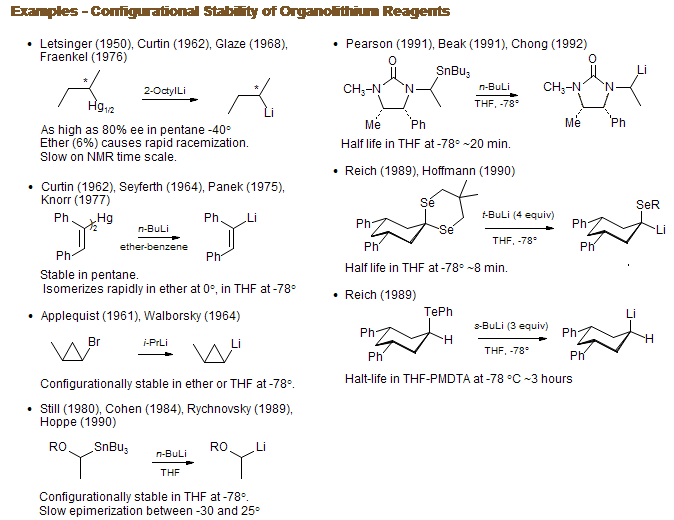 Examples - Configurational Stability of Organolithium Reagents
• Letsinger (1950), Curtin (1962), Glaze (1968),
Fraenkel (1976)
*
Hg1/2
2-OctylLi
*
Li
As high as 80% ee in pentane -40°
Ether (6%) causes rapid racemization.
Slow on NMR time scale.
• Curtin (1962), Seyferth (1964), Panek (1975),
Knorr (1977)
Ph
Hg
2
Ph
n-BuLi
ether-benzene
Ph
Li
Ph
Stable in pentane.
Isomerizes rapidly in ether at 0°, in THF at -78°
• Applequist (1961), Walborsky (1964)
Br
i-PrLi
Li
Configurationally stable in ether or THF at -78°.
• Still (1980), Cohen (1984), Rychnovsky (1989),
Hoppe (1990)
RO
SnBu3
n-BuLi
THF
RO
Li
Configurationally stable in THF at -78°.
Slow epimerization between -30 and 25°
• Pearson (1991), Beak (1991), Chong (1992)
O
SnBu3
CH3-N
N
Me
Ph
n-BuLi
THF, -78°
O
Li
CH3-N
N
Me
Ph
Half life in THF at -78° ~20 min.
• Reich (1989), Hoffmann (1990)
Se
Se
Ph
Ph
t-BuLi (4 equiv)
THF, -78°
SeR
Li
Ph
Ph
Half life in THF at -78° ~8 min.
• Reich (1989)
TePh
H
Ph
Ph
s-BuLi (3 equiv)
THF, -78°
Li
H
Ph
Ph
Halt-life in THF-PMDTA at -78 °C ~3 hours